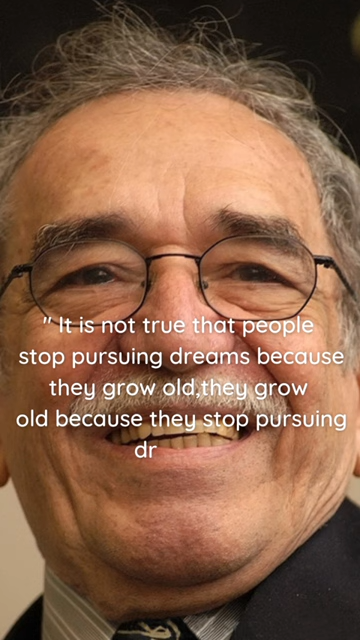 " It is not true that people
stop pursuing dreams because
they grow old,they grow
old because they stop pursuing
dr